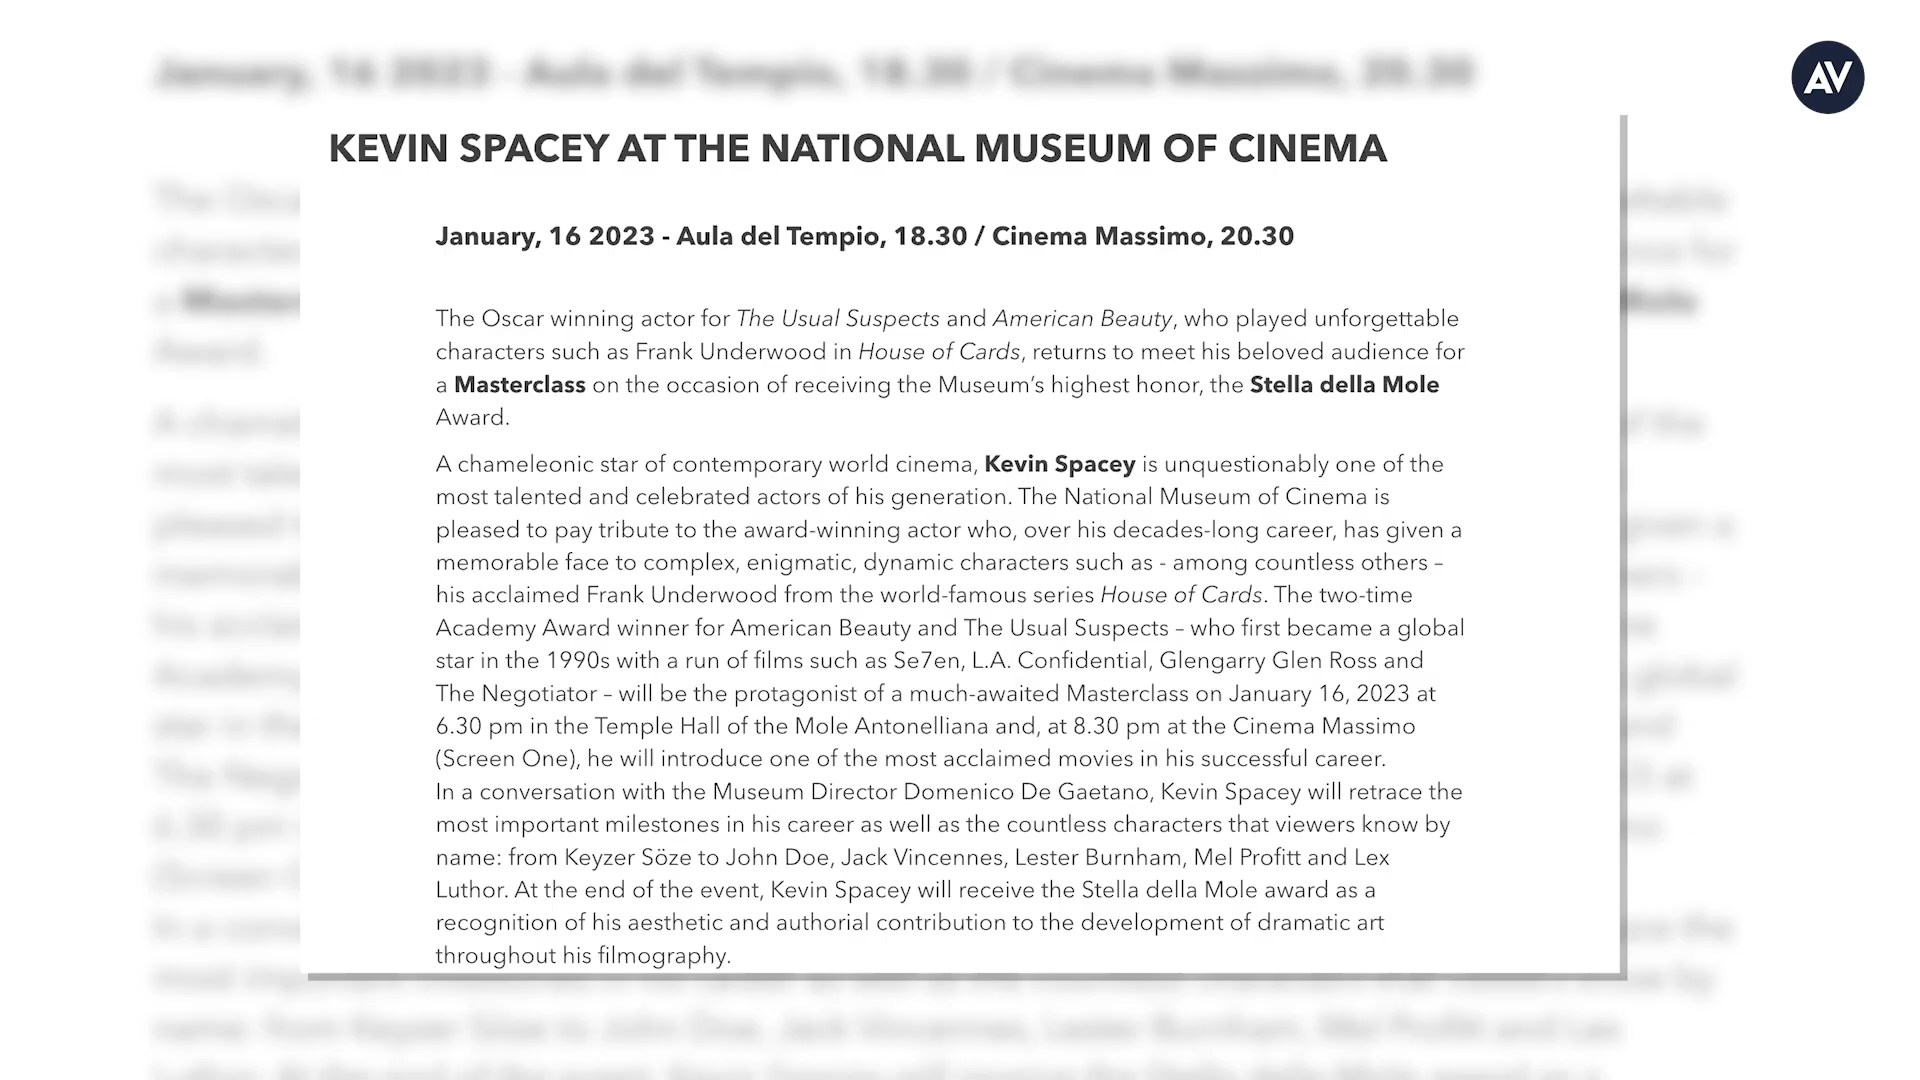 January, 16 2023 - Aula del Tempio, 18.30 / Cinema Massimo, 20.30
AV
KEVIN SPACEY AT THE NATIONAL MUSEUM OF CINEMA
January, 16 2023 - Aula del Tempio, 18.30 / Cinema Massimo, 20.30
The Oscar winning actor for The Usual Suspects and American Beauty, who played unforgettable
characters such as Frank Underwood in House of Cards, returns to meet his beloved audience for
a Masterclass on the occasion of receiving the Museum’s highest honor, the Stella della Mole
Award.
A chameleonic star of contemporary world cinema, Kevin Spacey is unquestionably one of the
most talented and celebrated actors of his generation. The National Museum of Cinema is
pleased to pay tribute to the award-winning actor who, over his decades-long career, has given a
memorable face to complex, enigmatic, dynamic characters such as - among countless others –
his acclaimed Frank Underwood from the world-famous series House of Cards. The two-time
Academy Award winner for American Beauty and The Usual Suspects – who first became a global
star in the 1990s with a run of films such as Se7en, L.A. Confidential, Glengarry Glen Ross and
The Negotiator – will be the protagonist of a much-awaited Masterclass on January 16, 2023 at
6.30 pm in the Temple Hall of the Mole Antonelliana and, at 8.30 pm at the Cinema Massimo
(Screen One), he will introduce one of the most acclaimed movies in his successful career.
In a conversation with the Museum Director Domenico De Gaetano, Kevin Spacey will retrace the
most important milestones in his career as well as the countless characters that viewers know by
name: from Keyzer Söze to John Doe, Jack Vincennes, Lester Burnham, Mel Profitt and Lex
Luthor. At the end of the event, Kevin Spacey will receive the Stella della Mole award as a
recognition of his aesthetic and authorial contribution to the development of dramatic art
throughout his filmography.